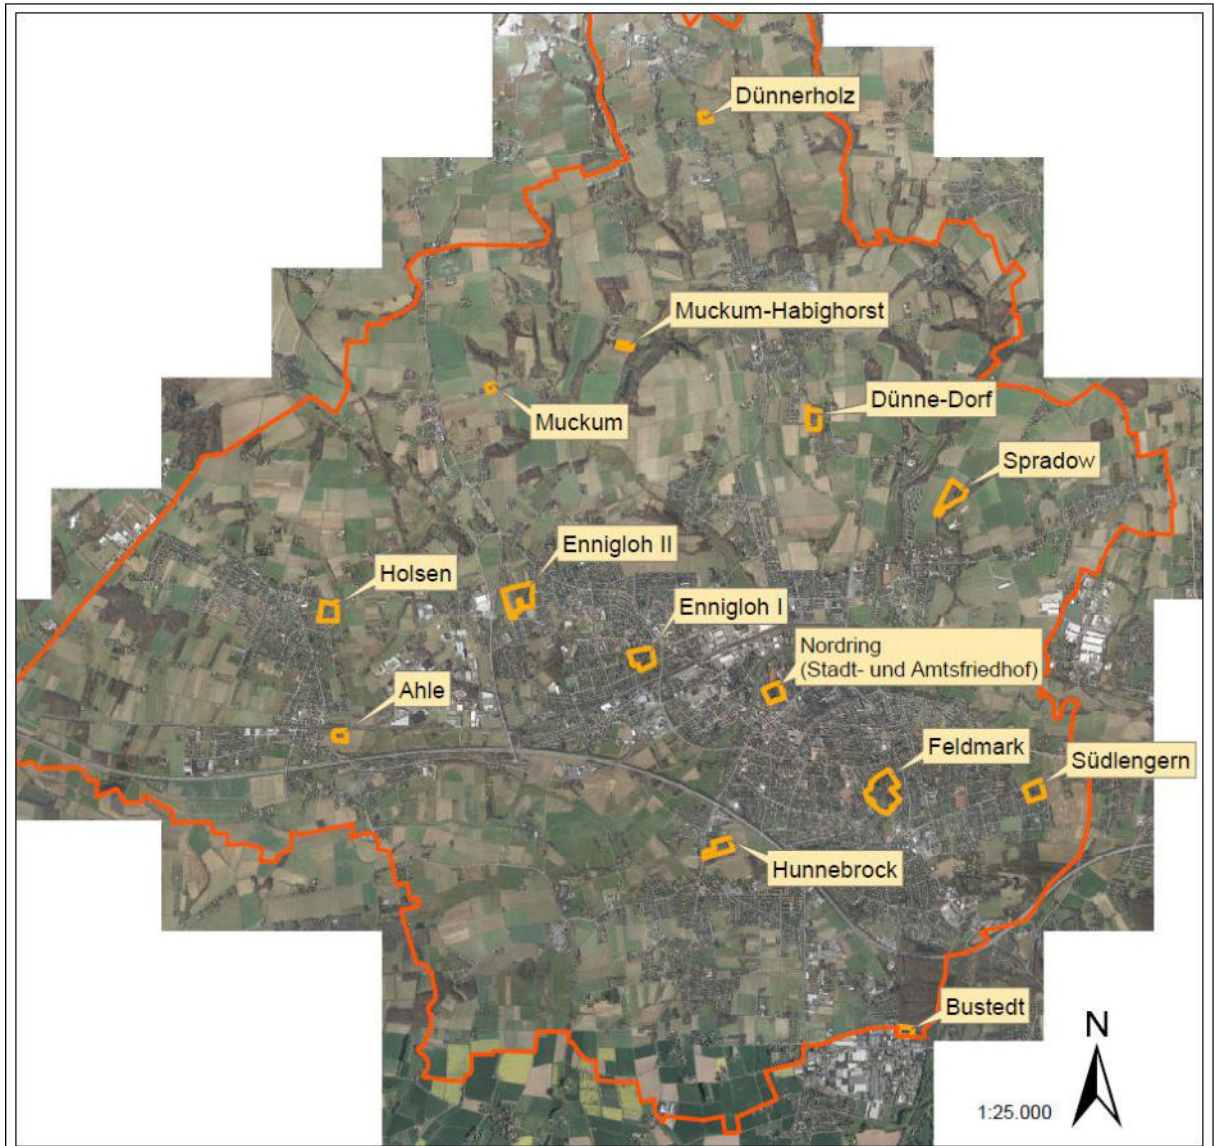 Dünnerholz
Muckum-Habighorst
Muckum
Dünne-Dorf
Spradow
Ennigloh II
Holsen
Ennigloh I
Nordring
(Stadt- und Amtsfriedhof)
Ahle
Feldmark
Südlengern
Hunnebrock
Bustedt
N
1:25.000